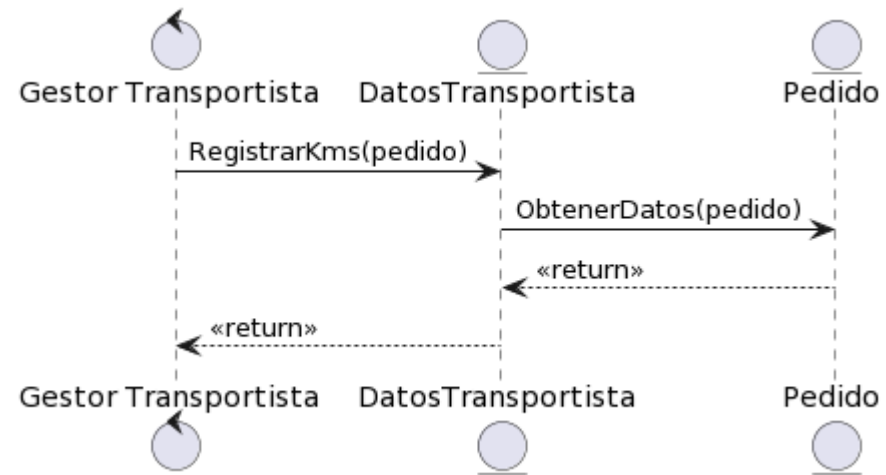 Gestor Transportista DatosTransportista Pedido
RegistrarKms(pedido)
ObtenerDatos(pedido)
«return»
«return»
Gestor Transportista DatosTransportista Pedido